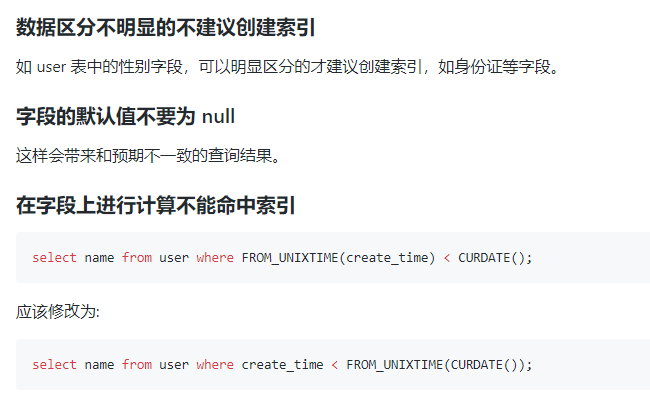 数据区分不明显的不建议创建索引
如 user 表中的性别字段，可以明显区分的才建议创建索引，如身份证等字段。
字段的默认值不要为 null
这样会带来和预期不一致的查询结果。
在字段上进行计算不能命中索引
select name from user where FROM_UNIXTIME(create_time) < CURDATE();
应该修改为:
select name from user where create_time < FROM_UNIXTIME(CURDATE());